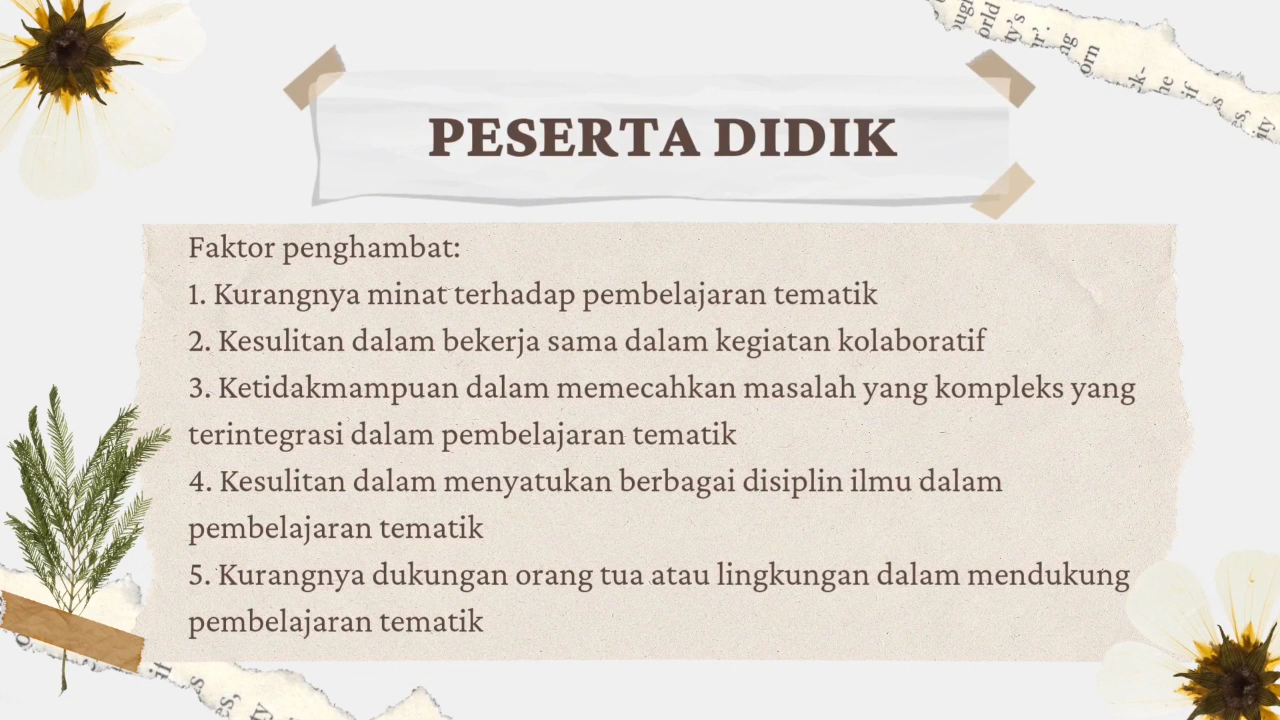 PESERTA DIDIK
Faktor penghambat:
1. Kurangnya minat terhadap pembelajaran tematik
2. Kesulitan dalam bekerja sama dalam kegiatan kolaboratif
3. Ketidakmampuan dalam memecahkan masalah yang kompleks yang
terintegrasi dalam pembelajaran tematik
4. Kesulitan dalam menyatukan berbagai disiplin ilmu dalam
pembelajaran tematik
5. Kurangnya dukungan orang tua atau lingkungan dalam mendukung
pembelajaran tematik